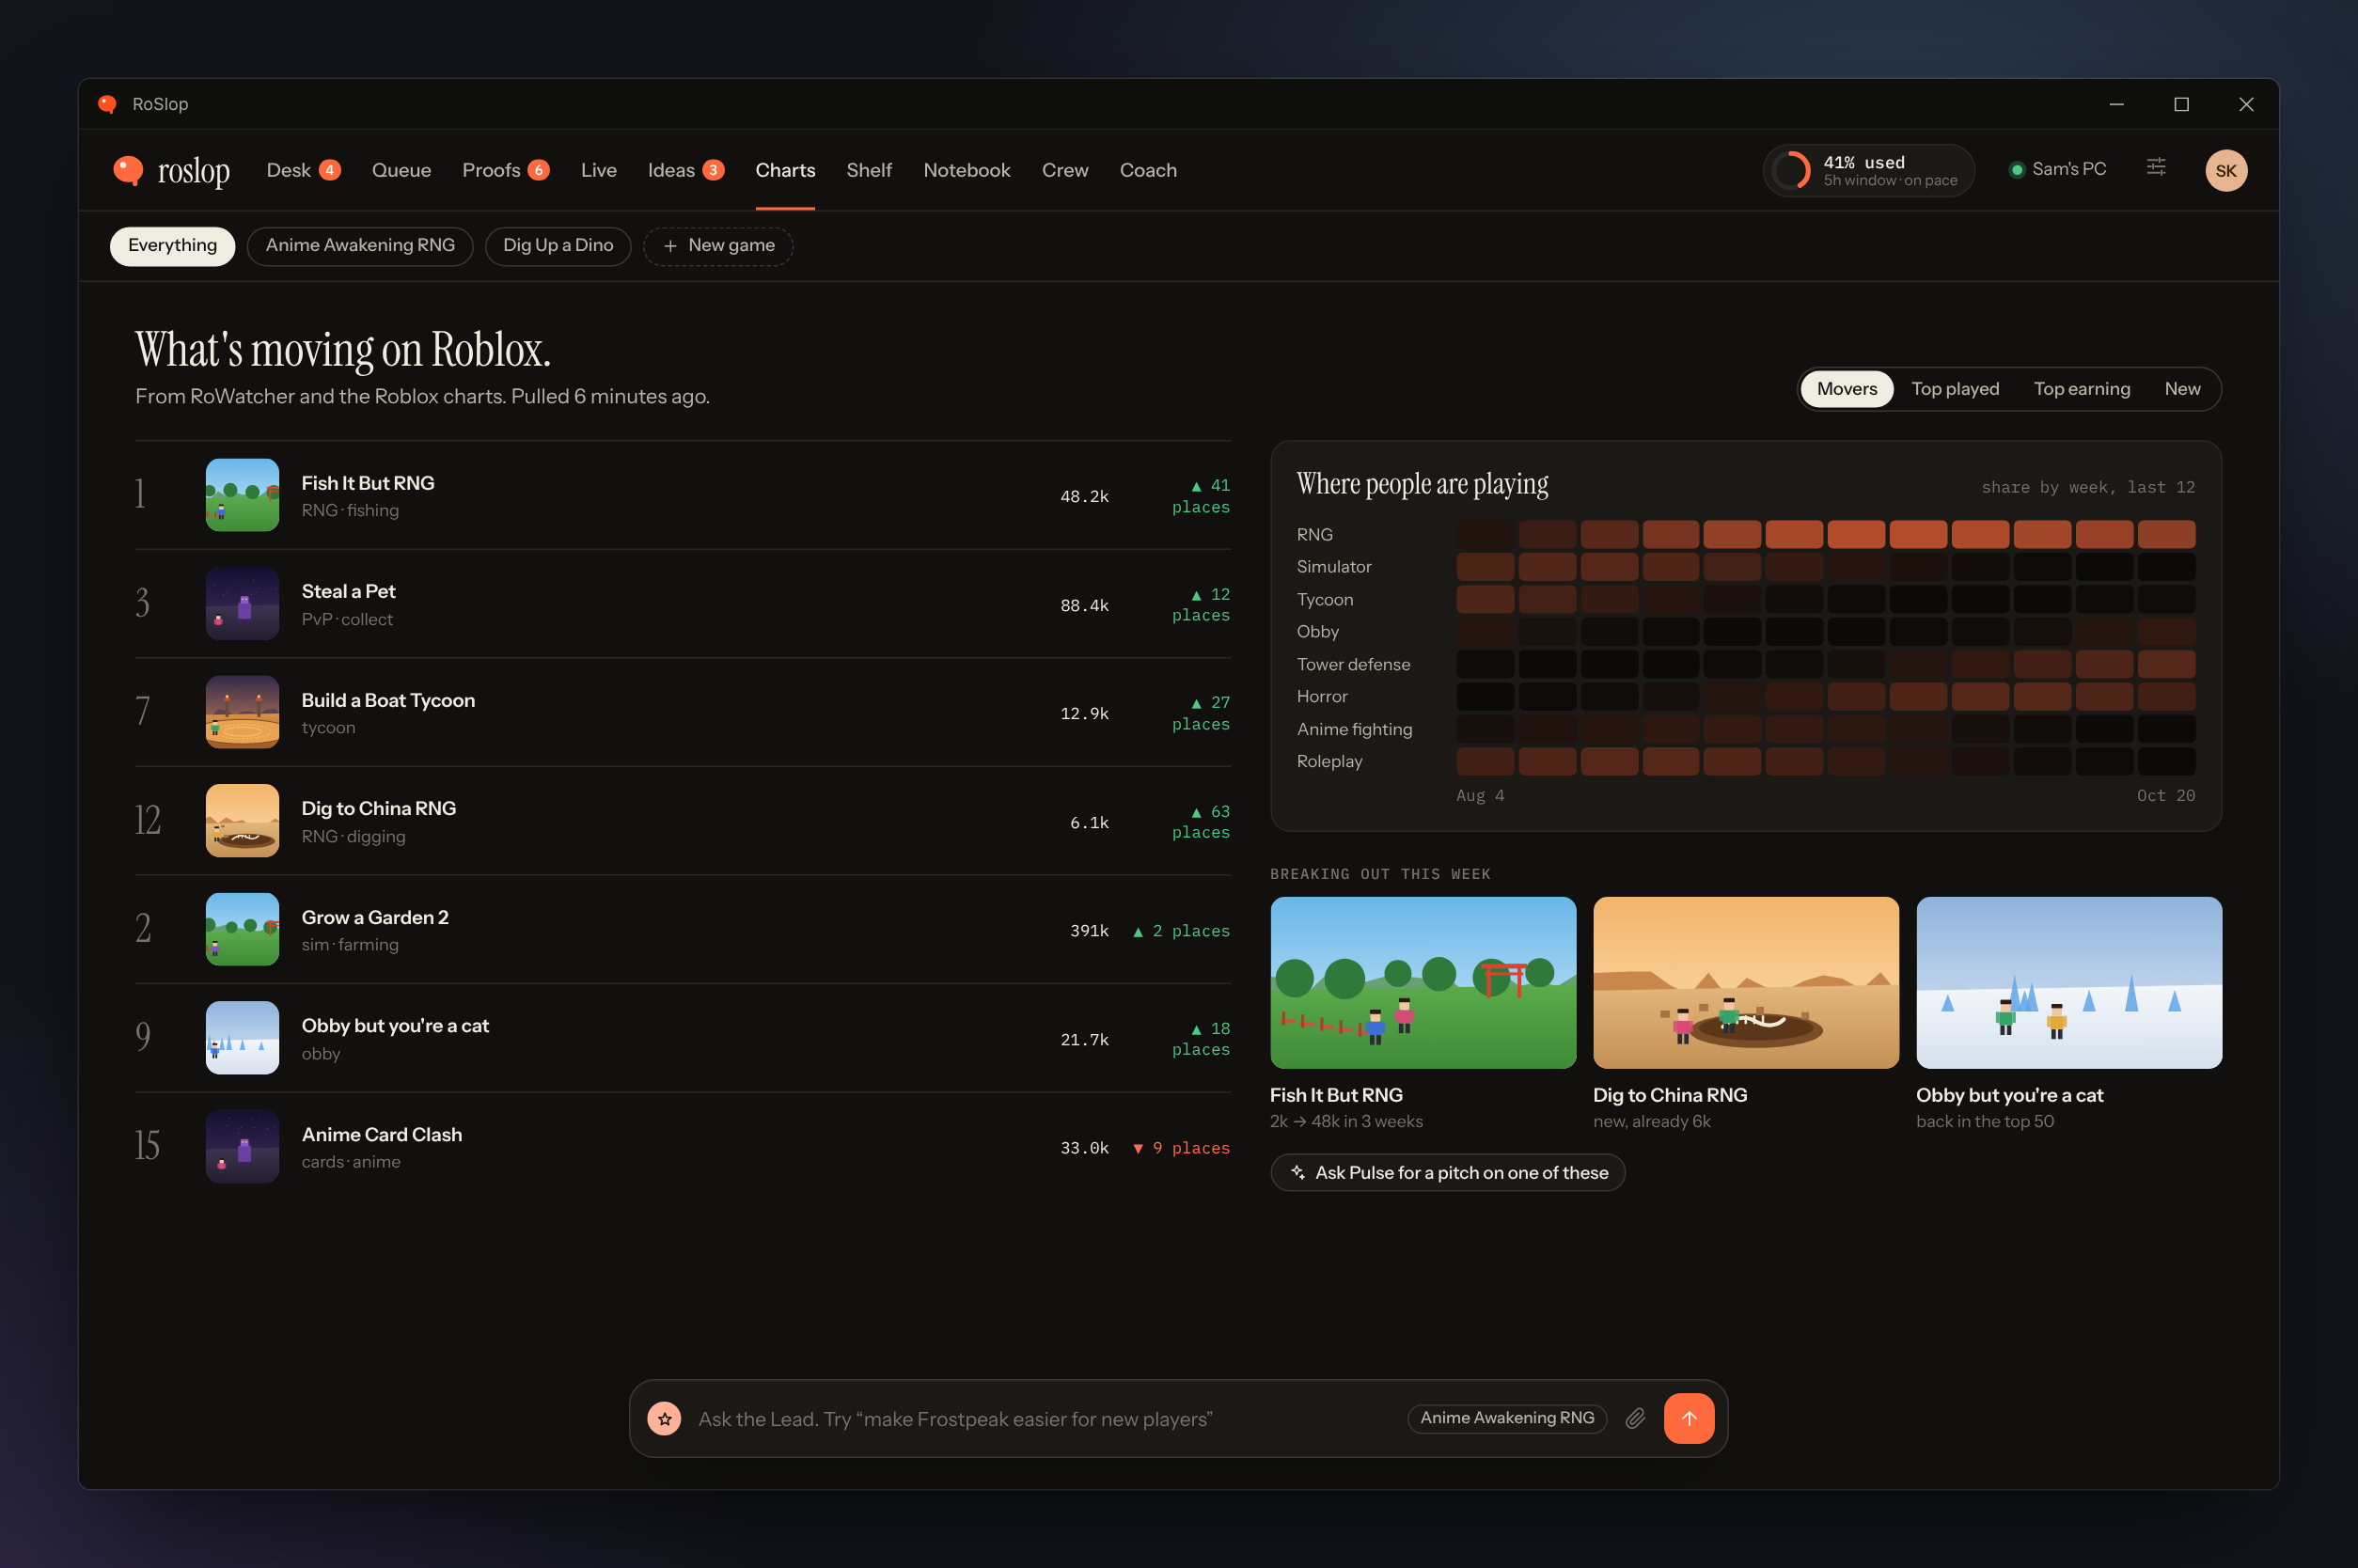 RoSlop
roslop
Desk 4
Queue
Proofs 6
Live
Ideas 3
Charts
Shelf
Notebook
Crew
Coach
41% used
5h window · on pace
Sam's PC
SK
Everything
Anime Awakening RNG
Dig Up a Dino
+ New game
What's moving on Roblox.
From RoWatcher and the Roblox charts. Pulled 6 minutes ago.
Movers
Top played
Top earning
New
1
Fish It But RNG
RNG · fishing
48.2k
▲ 41
places
3
Steal a Pet
PvP · collect
88.4k
▲ 12
places
7
Build a Boat Tycoon
tycoon
12.9k
▲ 27
places
12
Dig to China RNG
RNG · digging
6.1k
▲ 63
places
2
Grow a Garden 2
sim · farming
391k
▲ 2 places
9
Obby but you're a cat
obby
21.7k
▲ 18
places
15
Anime Card Clash
cards · anime
33.0k
▼ 9 places
Where people are playing
share by week, last 12
RNG
Simulator
Tycoon
Obby
Tower defense
Horror
Anime fighting
Roleplay
Aug 4
Oct 20
BREAKING OUT THIS WEEK
Fish It But RNG
2k → 48k in 3 weeks
Dig to China RNG
new, already 6k
Obby but you're a cat
back in the top 50
Ask Pulse for a pitch on one of these
Ask the Lead. Try “make Frostpeak easier for new players”
Anime Awakening RNG